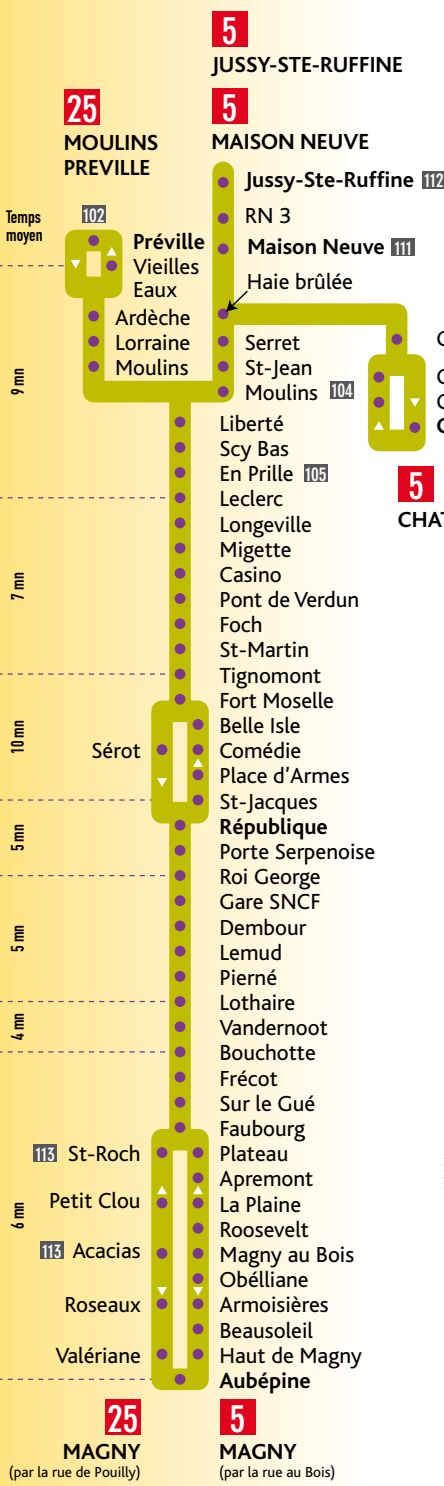 5
JUSSY-STE-RUFFINE
25
MOULINS
PREVILLE
5
MAISON NEUVE
Jussy-Ste-Ruffine 112
Temps
moyen
102
RN 3
Préville
Maison Neuve 111
Vieilles
Eaux
Haie brûlée
Ardèche
Lorraine
Serret
Moulins
St-Jean
9 mn
Moulins 104
Liberté
Scy Bas
En Prille 105
5
CHAT
Leclerc
Longeville
Migette
7 mn
Casino
Pont de Verdun
Foch
St-Martin
Tignomont
Fort Moselle
10 mn
Belle Isle
Sérot
Comédie
Place d'Armes
St-Jacques
République
5 mn
Porte Serpenoise
Roi George
Gare SNCF
Dembour
5 mn
Lemud
Pierné
Lothaire
4 mn
Vandernoot
Bouchotte
Frécot
Sur le Gué
Faubourg
113 St-Roch
Plateau
Apremont
Petit Clou
La Plaine
6 mn
Roosevelt
113 Acacias
Magny au Bois
Obélliane
Roseaux
Armoisières
Beausoleil
Valériane
Haut de Magny
Aubépine
25
MAGNY
(par la rue de Pouilly)
5
MAGNY
(par la rue au Bois)